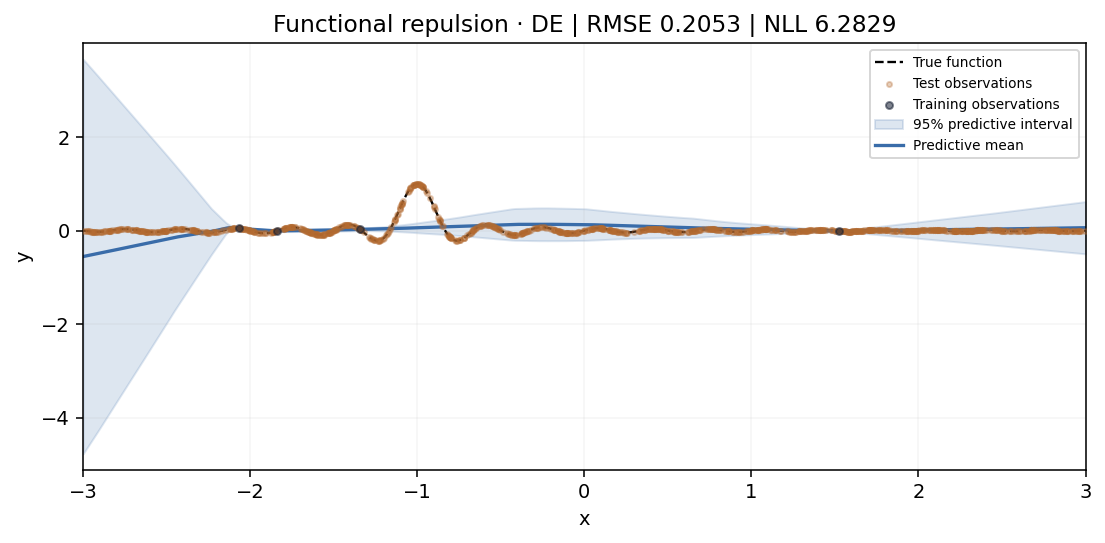 Functional repulsion · DE | RMSE 0.2053 | NLL 6.2829
True function
Test observations
Training observations
95% predictive interval
Predictive mean
y
2
0
−2
−4
−3
−2
−1
0
1
2
3
x